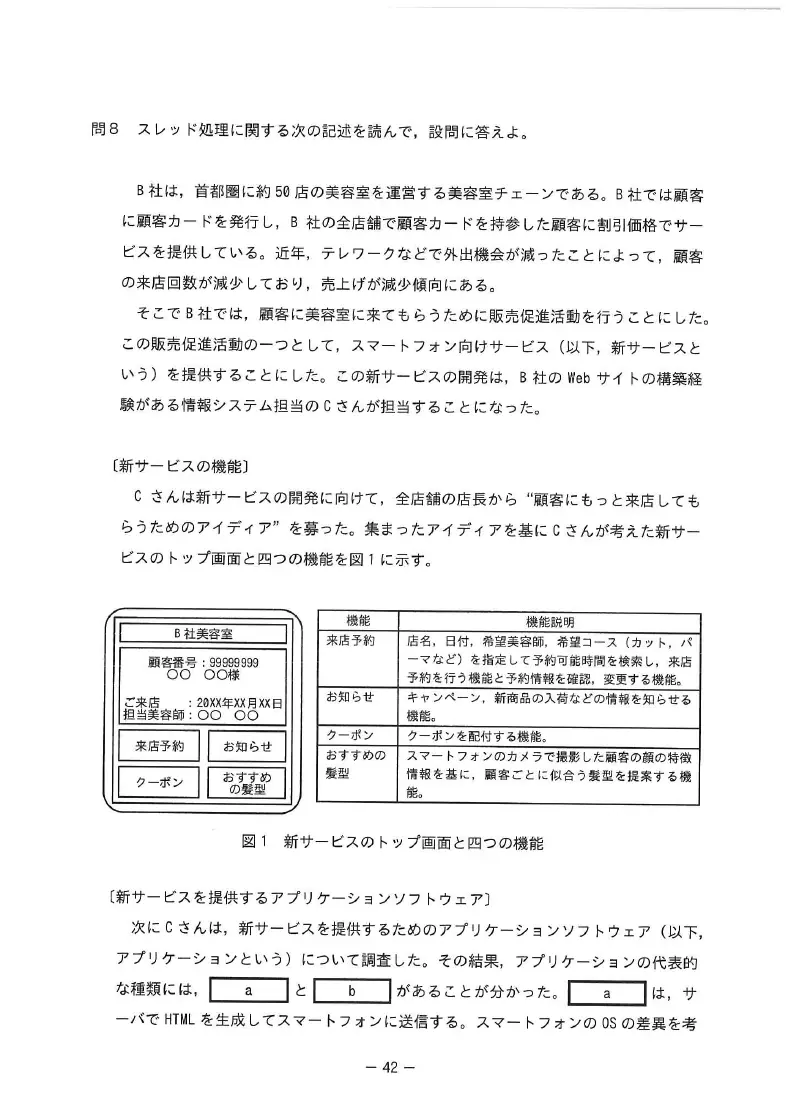 問8 スレッド処理に関する次の記述を読んで，設問に答えよ。
B社は，首都圏に約50店の美容室を運営する美容室チェーンである。B社では顧客
に顧客カードを発行し，B 社の全店舗で顧客カードを持参した顧客に割引価格でサー
ビスを提供している。近年，テレワークなどで外出機会が減ったことによって，顧客
の来店回数が減少しており，売上げが減少傾向にある。
そこでB社では，顧客に美容室に来てもらうために販売促進活動を行うことにした。
この販売促進活動の一つとして，スマートフォン向けサービス（以下，新サービスと
いう）を提供することにした。この新サービスの開発は，B社のWebサイトの構築経
験がある情報システム担当のCさんが担当することになった。
〔新サービスの機能〕
C さんは新サービスの開発に向けて，全店舗の店長から“顧客にもっと来店しても
らうためのアイディア”を募った。集まったアイディアを基にCさんが考えた新サー
ビスのトップ画面と四つの機能を図1に示す。
B社美容室
顧客番号：99999999
○○ ○○様
ご来店 ：20XX年XX月XX日
担当美容師：○○ ○○
来店予約 お知らせ
クーポン おすすめ
の髪型
機能 機能説明
来店予約 店名，日付，希望美容師，希望コース（カット，パ
ーマなど）を指定して予約可能時間を検索し，来店
予約を行う機能と予約情報を確認，変更する機能。
お知らせ キャンペーン，新商品の入荷などの情報を知らせる
機能。
クーポン クーポンを配付する機能。
おすすめの スマートフォンのカメラで撮影した顧客の顔の特徴
髪型 情報を基に，顧客ごとに似合う髪型を提案する機
能。
図1 新サービスのトップ画面と四つの機能
〔新サービスを提供するアプリケーションソフトウェア〕
次にCさんは，新サービスを提供するためのアプリケーションソフトウェア（以下，
アプリケーションという）について調査した。その結果，アプリケーションの代表的
な種類には， a と b があることが分かった。 a は，サ
ーバでHTMLを生成してスマートフォンに送信する。スマートフォンのOSの差異を考
－ 42 －